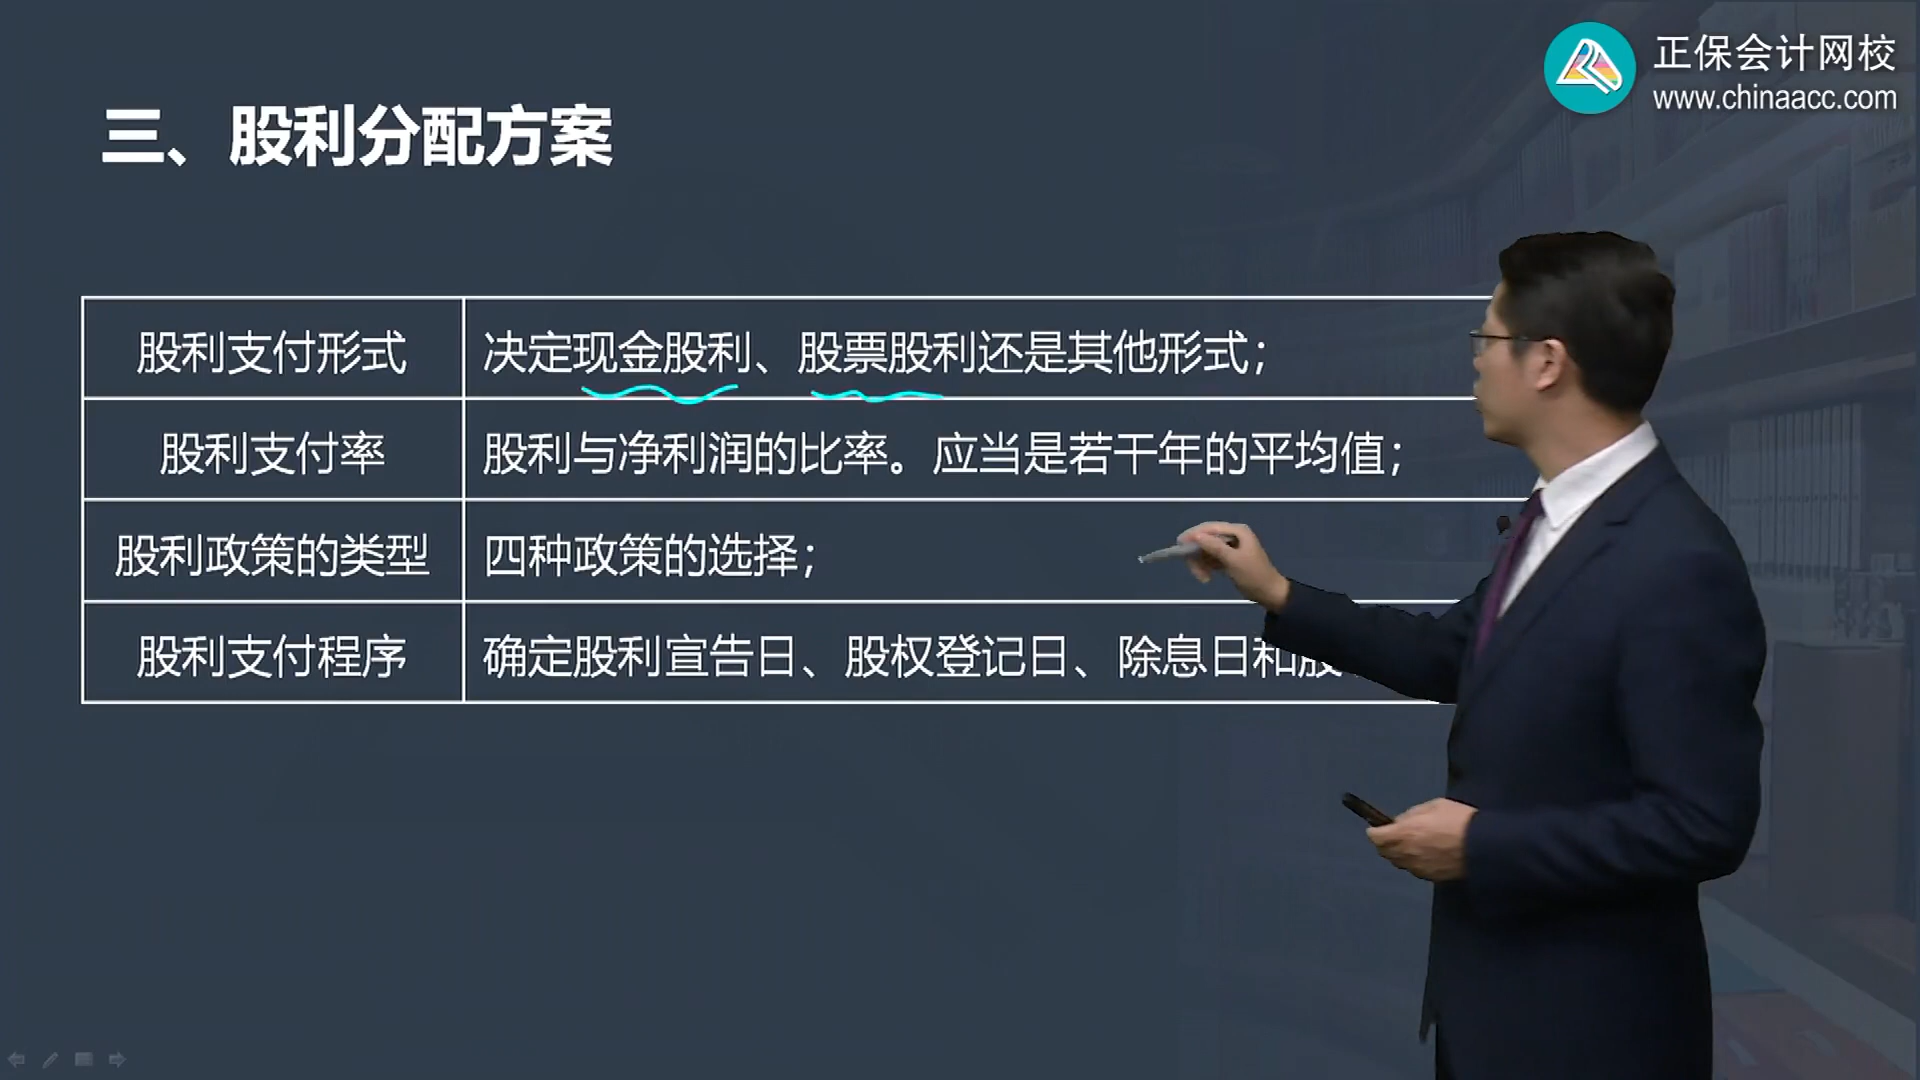 正保会计网校
www.chinaacc.com
三、股利分配方案
股利支付形式
决定现金股利、股票股利还是其他形式；
股利支付率
股利与净利润的比率。应当是若干年的平均值；
股利政策的类型
四种政策的选择；
股利支付程序
确定股利宣告日、股权登记日、除息日和股